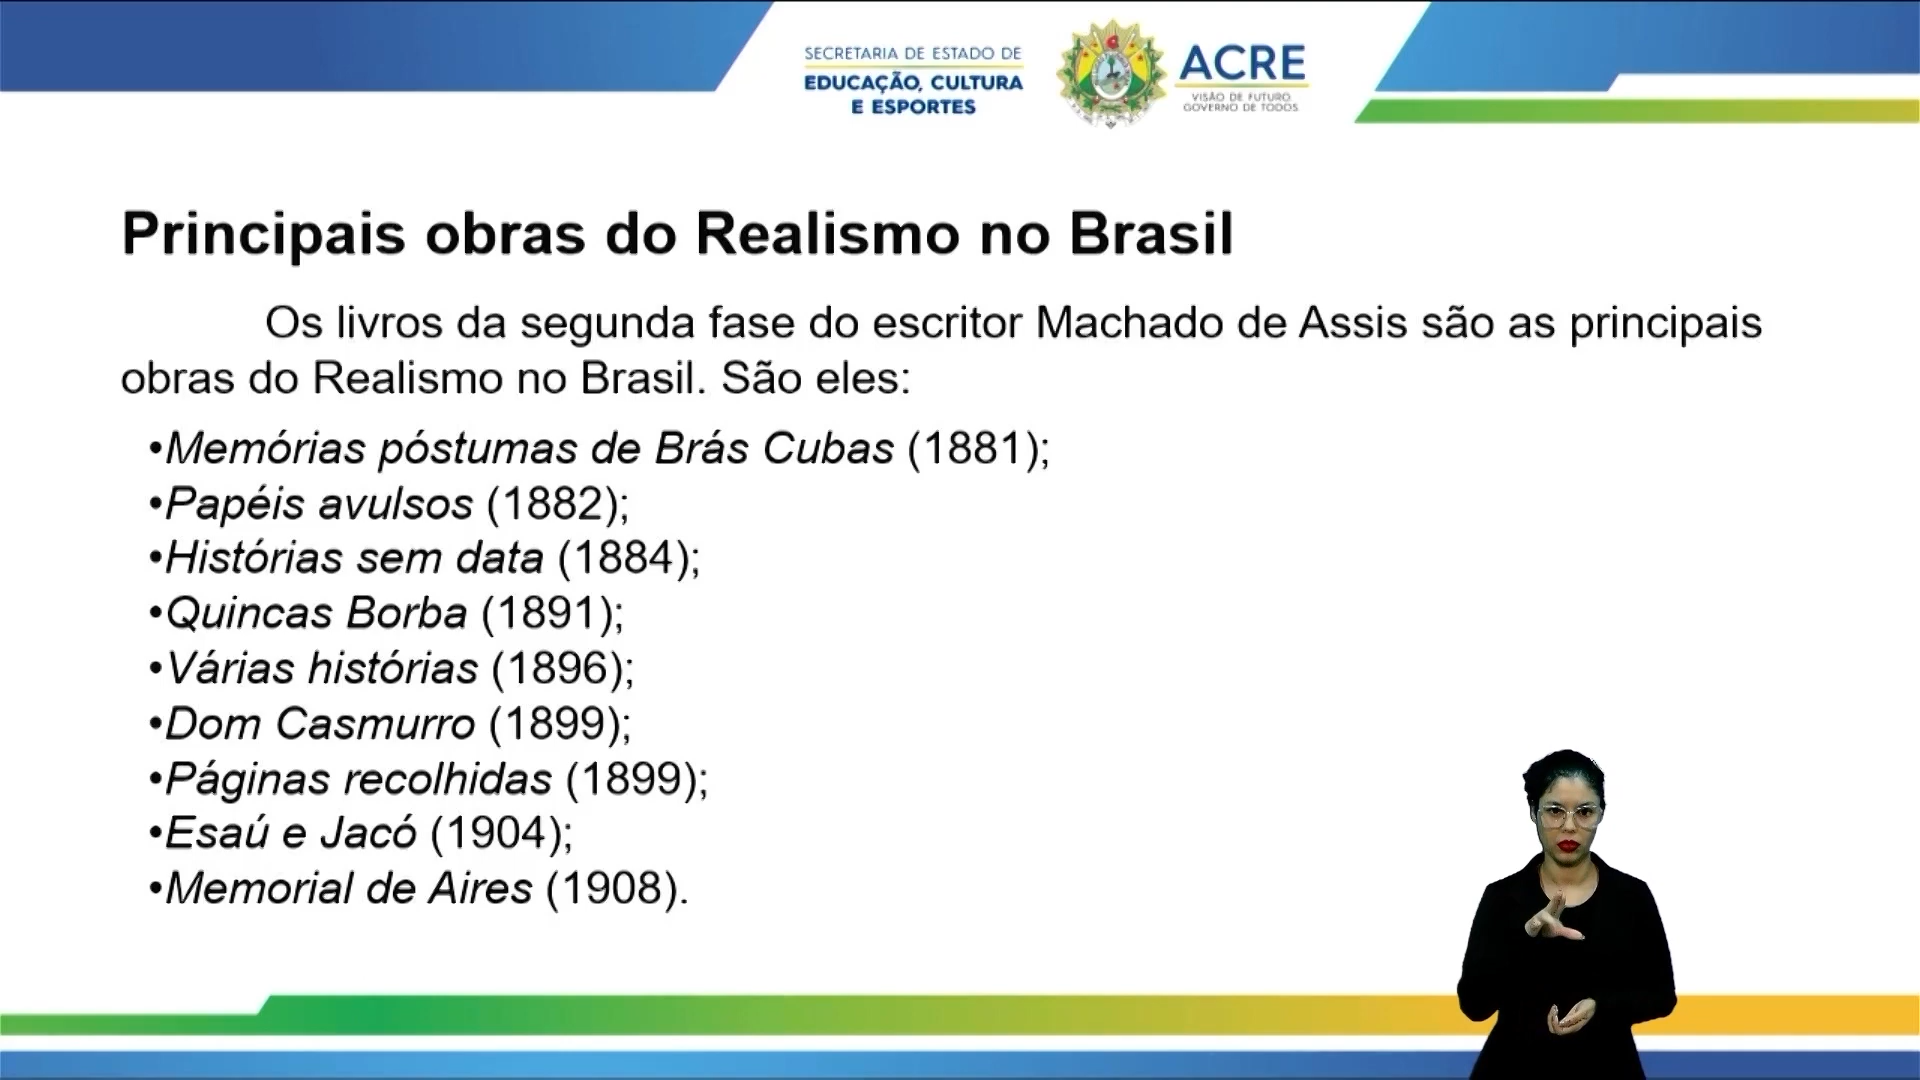 SECRETARIA DE ESTADO DE
EDUCAÇÃO, CULTURA
E ESPORTES
ACRE
VISÃO DE FUTURO
GOVERNO DE TODOS
Principais obras do Realismo no Brasil
Os livros da segunda fase do escritor Machado de Assis são as principais
obras do Realismo no Brasil. São eles:
•Memórias póstumas de Brás Cubas (1881);
•Papéis avulsos (1882);
•Histórias sem data (1884);
•Quincas Borba (1891);
•Várias histórias (1896);
•Dom Casmurro (1899);
•Páginas recolhidas (1899);
•Esaú e Jacó (1904);
•Memorial de Aires (1908).